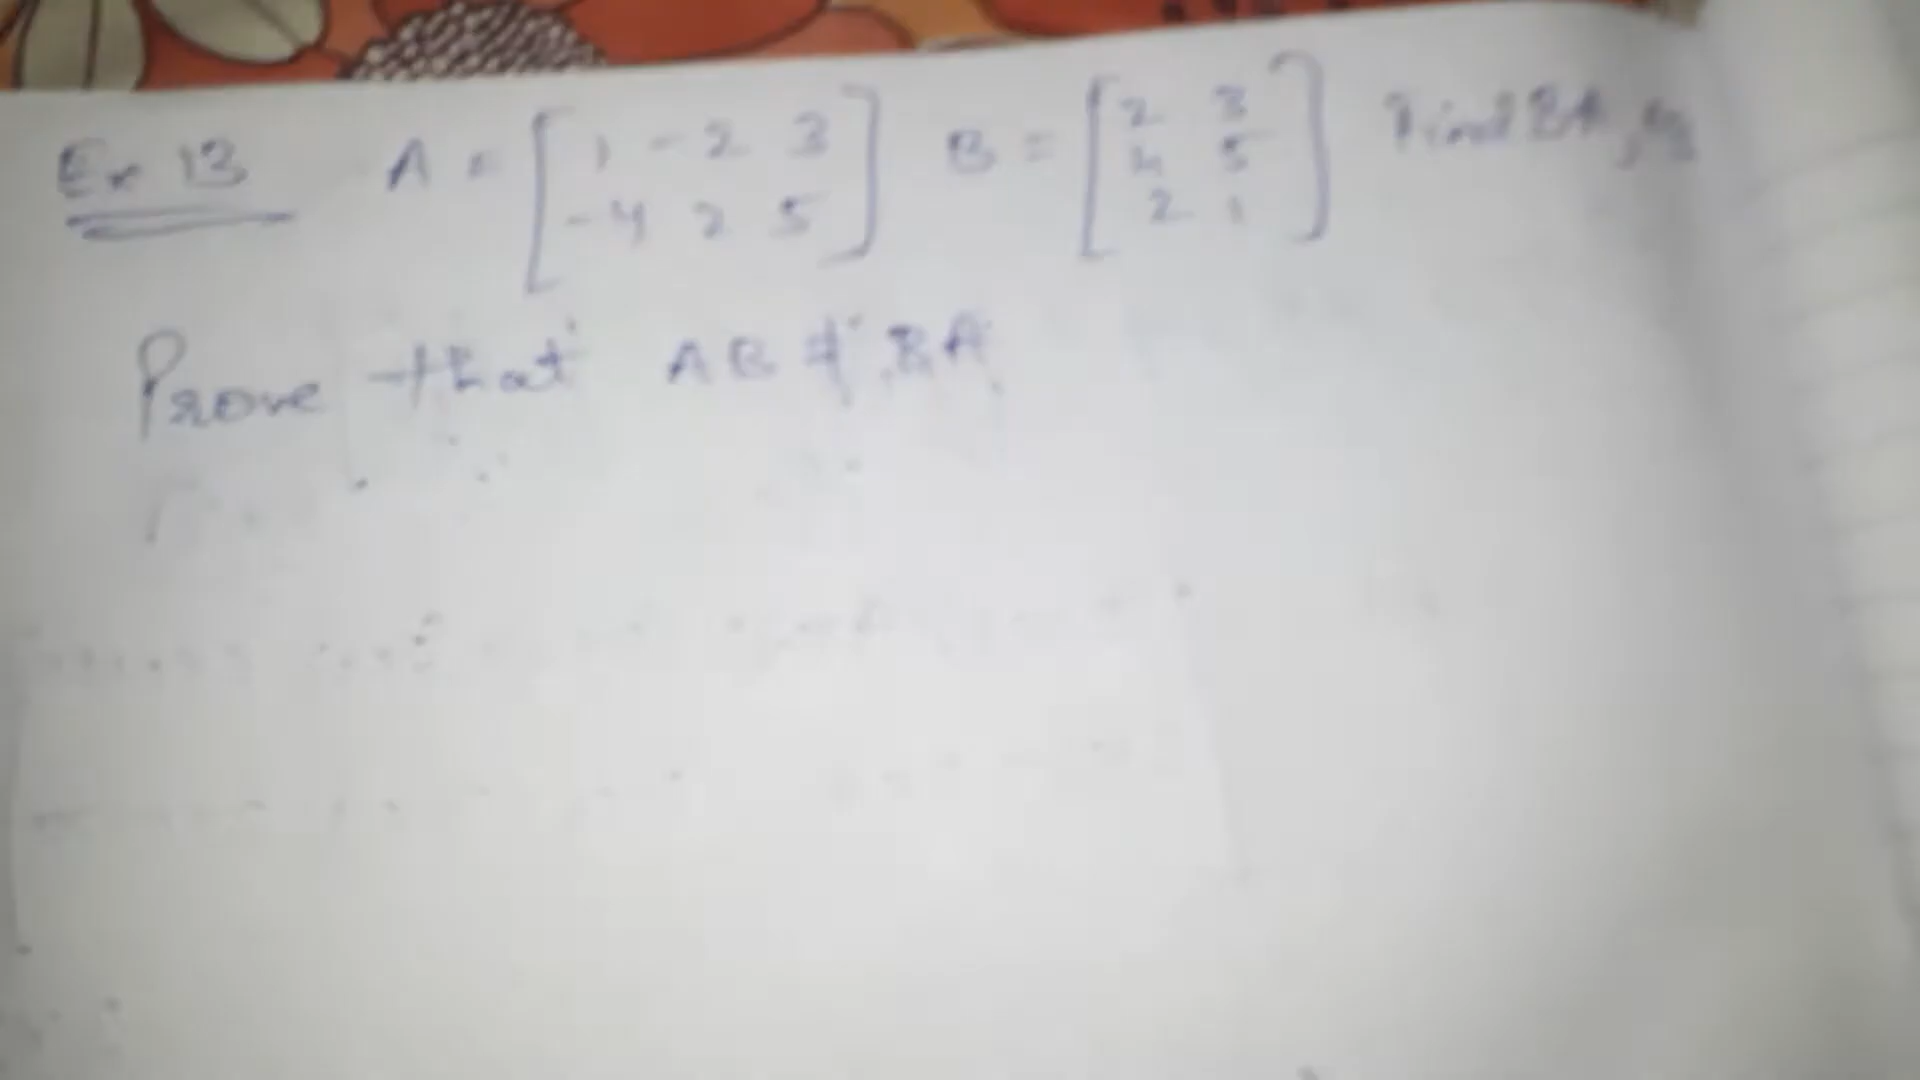 Ex 13 A = [ 1 -2 3 B = [ 2 3 Find BA,
-4 2 5 ] 4 5
2 1 ]
Prove that AB ≠ BA